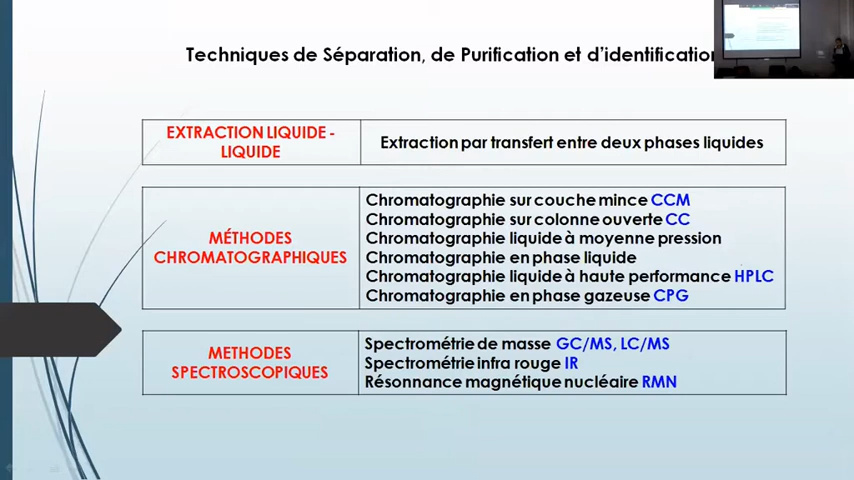 Techniques de Séparation, de Purification et d'identification
EXTRACTION LIQUIDE -
LIQUIDE
Extraction par transfert entre deux phases liquides
MÉTHODES
CHROMATOGRAPHIQUES
Chromatographie sur couche mince CCM
Chromatographie sur colonne ouverte CC
Chromatographie liquide à moyenne pression
Chromatographie en phase liquide
Chromatographie liquide à haute performance HPLC
Chromatographie en phase gazeuse CPG
METHODES
SPECTROSCOPIQUES
Spectrométrie de masse GC/MS, LC/MS
Spectrométrie infra rouge IR
Résonnance magnétique nucléaire RMN